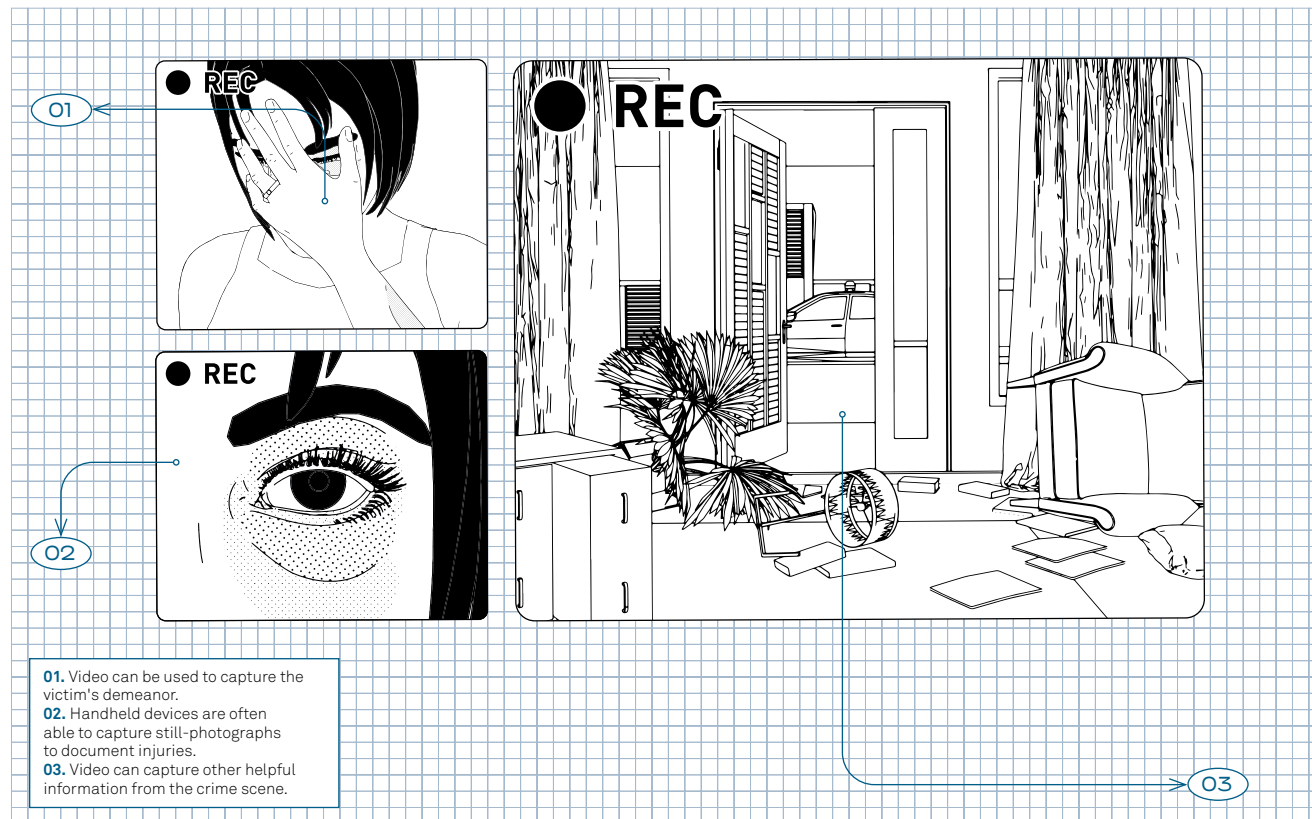 REC
REC
01
REC
02
01. Video can be used to capture the
victim's demeanor.
02. Handheld devices are often
able to capture still-photographs
to document injuries.
03. Video can capture other helpful
information from the crime scene.
03